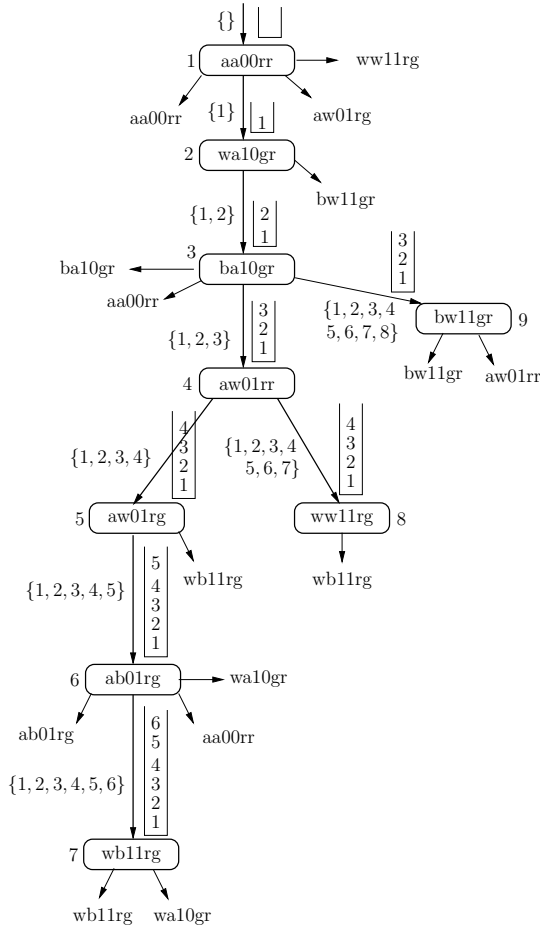 {}
1 aa00rr ww11rg
aa00rr {1} 1 aw01rg
2 wa10gr
bw11gr
{1, 2} 2
1
3
ba10gr ba10gr
aa00rr
3
2
1
{1, 2, 3, 4
5, 6, 7, 8}
bw11gr 9
bw11gr aw01rr
{1, 2, 3} 3
2
1
4 aw01rr
{1, 2, 3, 4} 4
3
2
1
{1, 2, 3, 4
5, 6, 7}
4
3
2
1
5 aw01rg ww11rg 8
wb11rg wb11rg
{1, 2, 3, 4, 5} 5
4
3
2
1
6 ab01rg wa10gr
ab01rg aa00rr
{1, 2, 3, 4, 5, 6} 6
5
4
3
2
1
7 wb11rg
wb11rg wa10gr